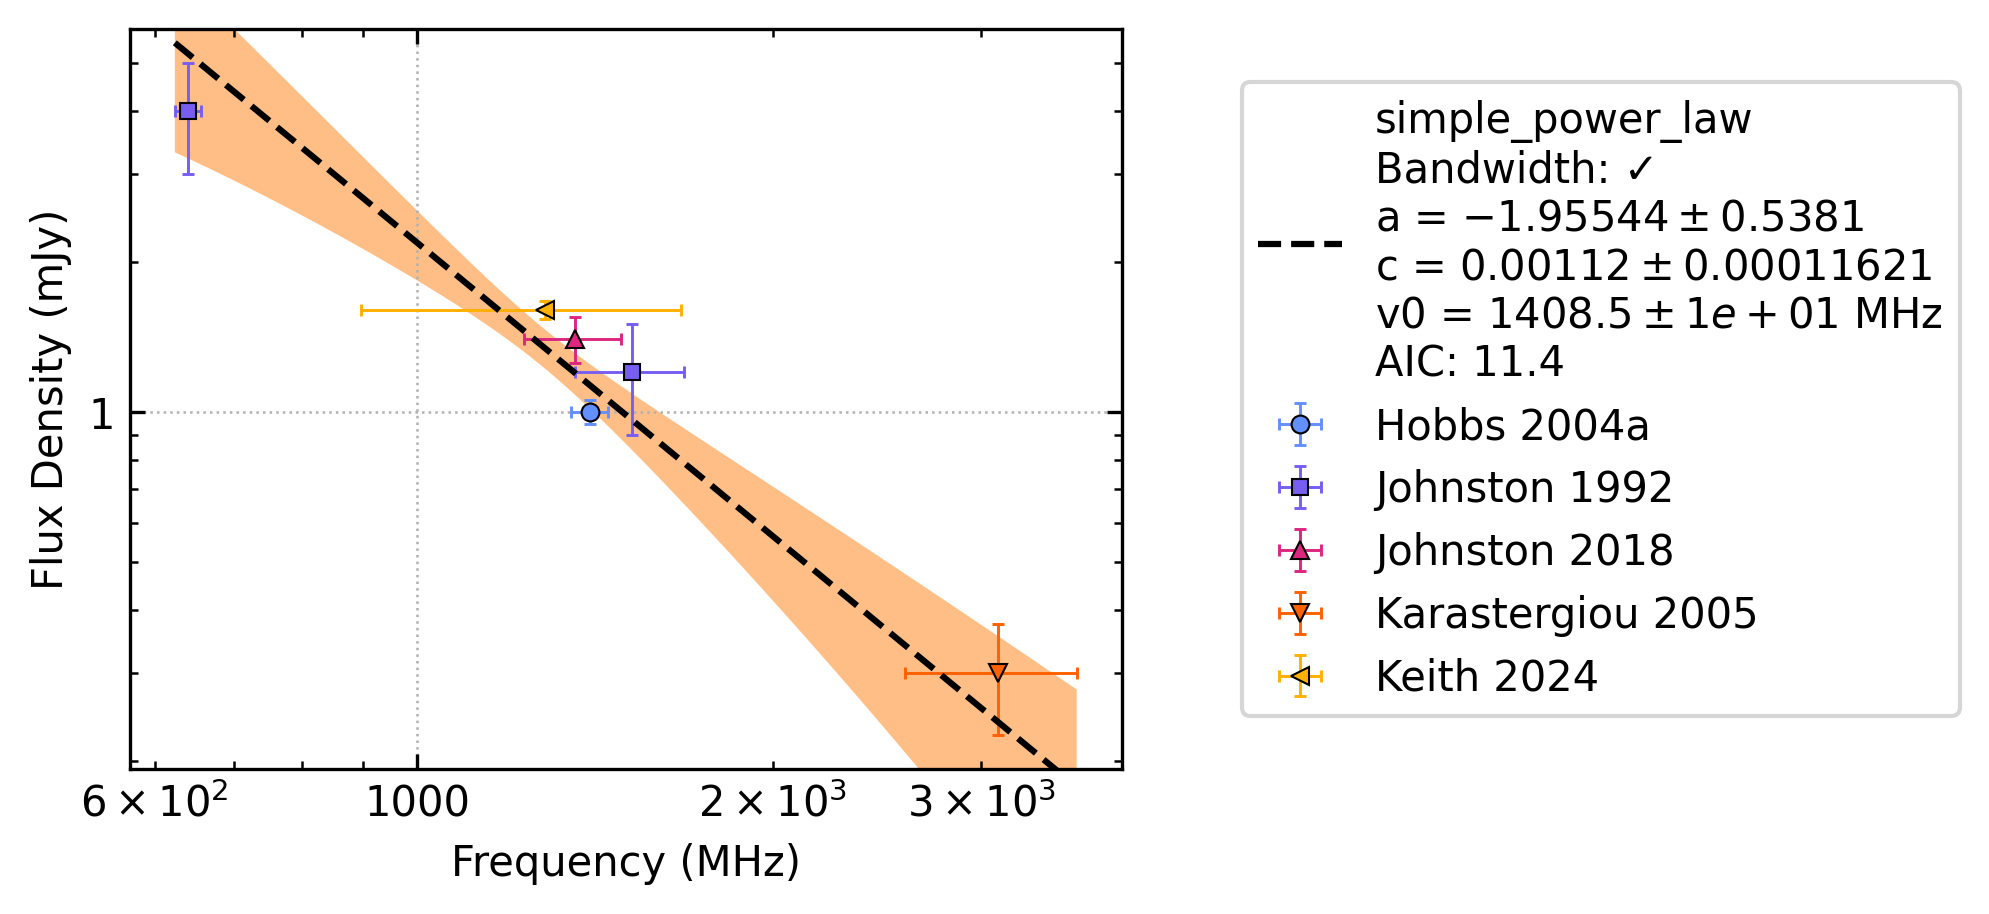 Flux Density (mJy)
1
6 × 10²
1000
2 × 10³
3 × 10³
Frequency (MHz)
simple_power_law
Bandwidth: ✓
a = −1.95544 ± 0.5381
c = 0.00112 ± 0.00011621
v0 = 1408.5 ± 1e + 01 MHz
AIC: 11.4
Hobbs 2004a
Johnston 1992
Johnston 2018
Karastergiou 2005
Keith 2024